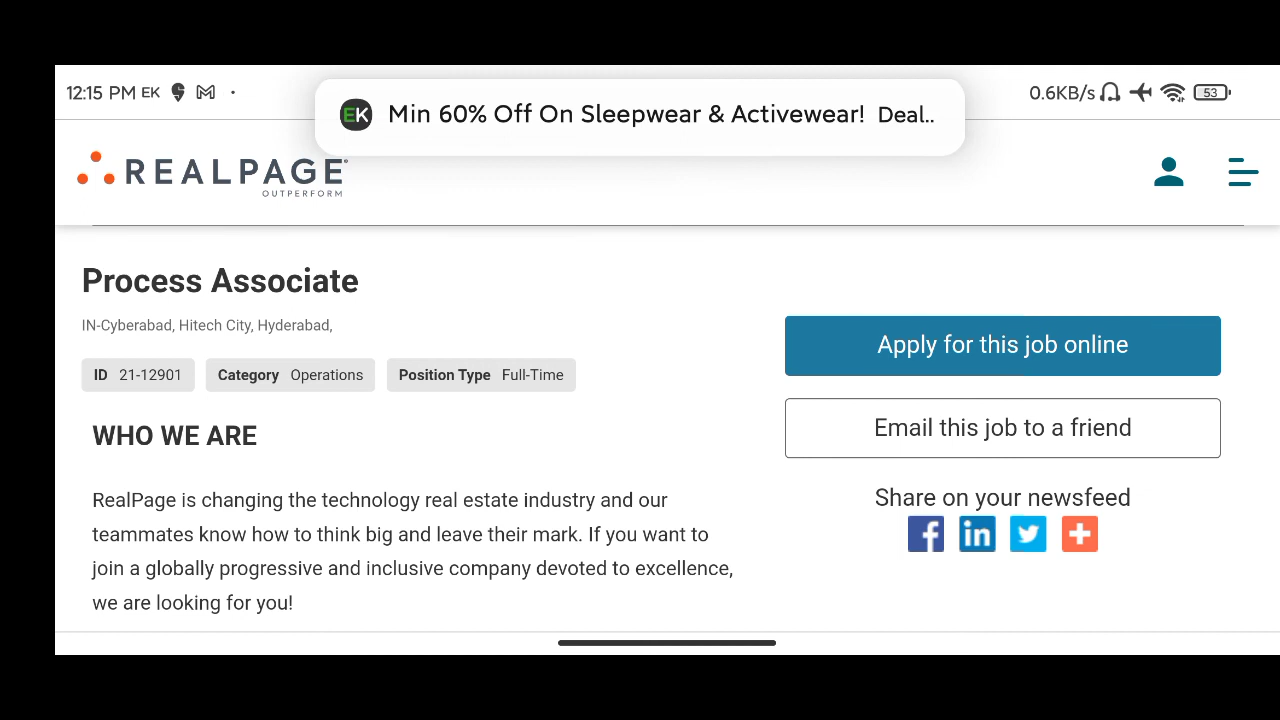 12:15 PM EK
0.6KB/s 53
EK Min 60% Off On Sleepwear & Activewear! Deal..
REALPAGE
OUTPERFORM
Process Associate
IN-Cyberabad, Hitech City, Hyderabad,
ID 21-12901 Category Operations Position Type Full-Time
Apply for this job online
Email this job to a friend
Share on your newsfeed
WHO WE ARE
RealPage is changing the technology real estate industry and our
teammates know how to think big and leave their mark. If you want to
join a globally progressive and inclusive company devoted to excellence,
we are looking for you!